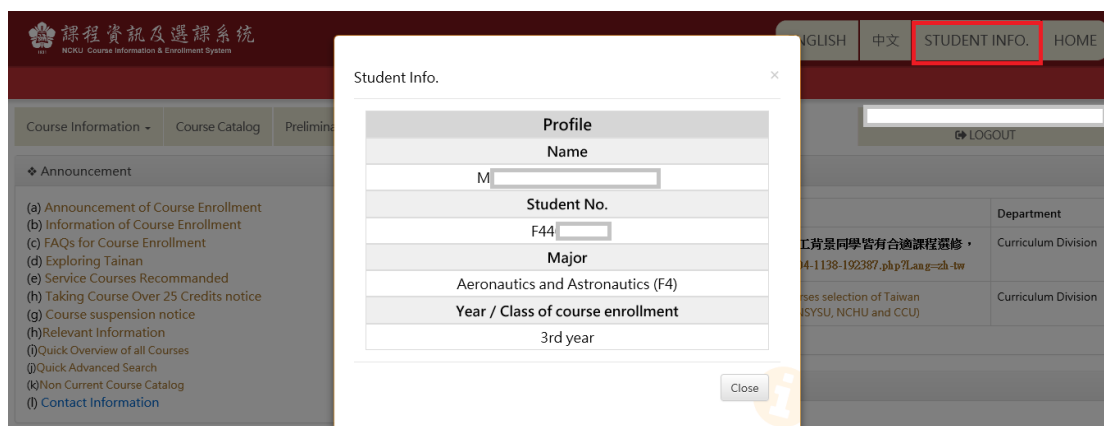 課程資訊及選課系統
NCKU Course Information & Enrollment System
NGLISH
中文
STUDENT INFO.
HOME
Course Information
Course Catalog
Prelimina
LOGOUT
❖ Announcement
(a) Announcement of Course Enrollment
(b) Information of Course Enrollment
(c) FAQs for Course Enrollment
(d) Exploring Tainan
(e) Service Courses Recommanded
(h) Taking Course Over 25 Credits notice
(g) Course suspension notice
(h)Relevant Information
(i)Quick Overview of all Courses
(j)Quick Advanced Search
(k)Non Current Course Catalog
(l) Contact Information
Student Info.
×
Profile
Name
M
Student No.
F44
Major
Aeronautics and Astronautics (F4)
Year / Class of course enrollment
3rd year
Close
Department
工背景同學皆有合適課程選修，
04-1138-192387.php?Lang=zh-tw
Curriculum Division
rses selection of Taiwan
NSYSU, NCHU and CCU)
Curriculum Division